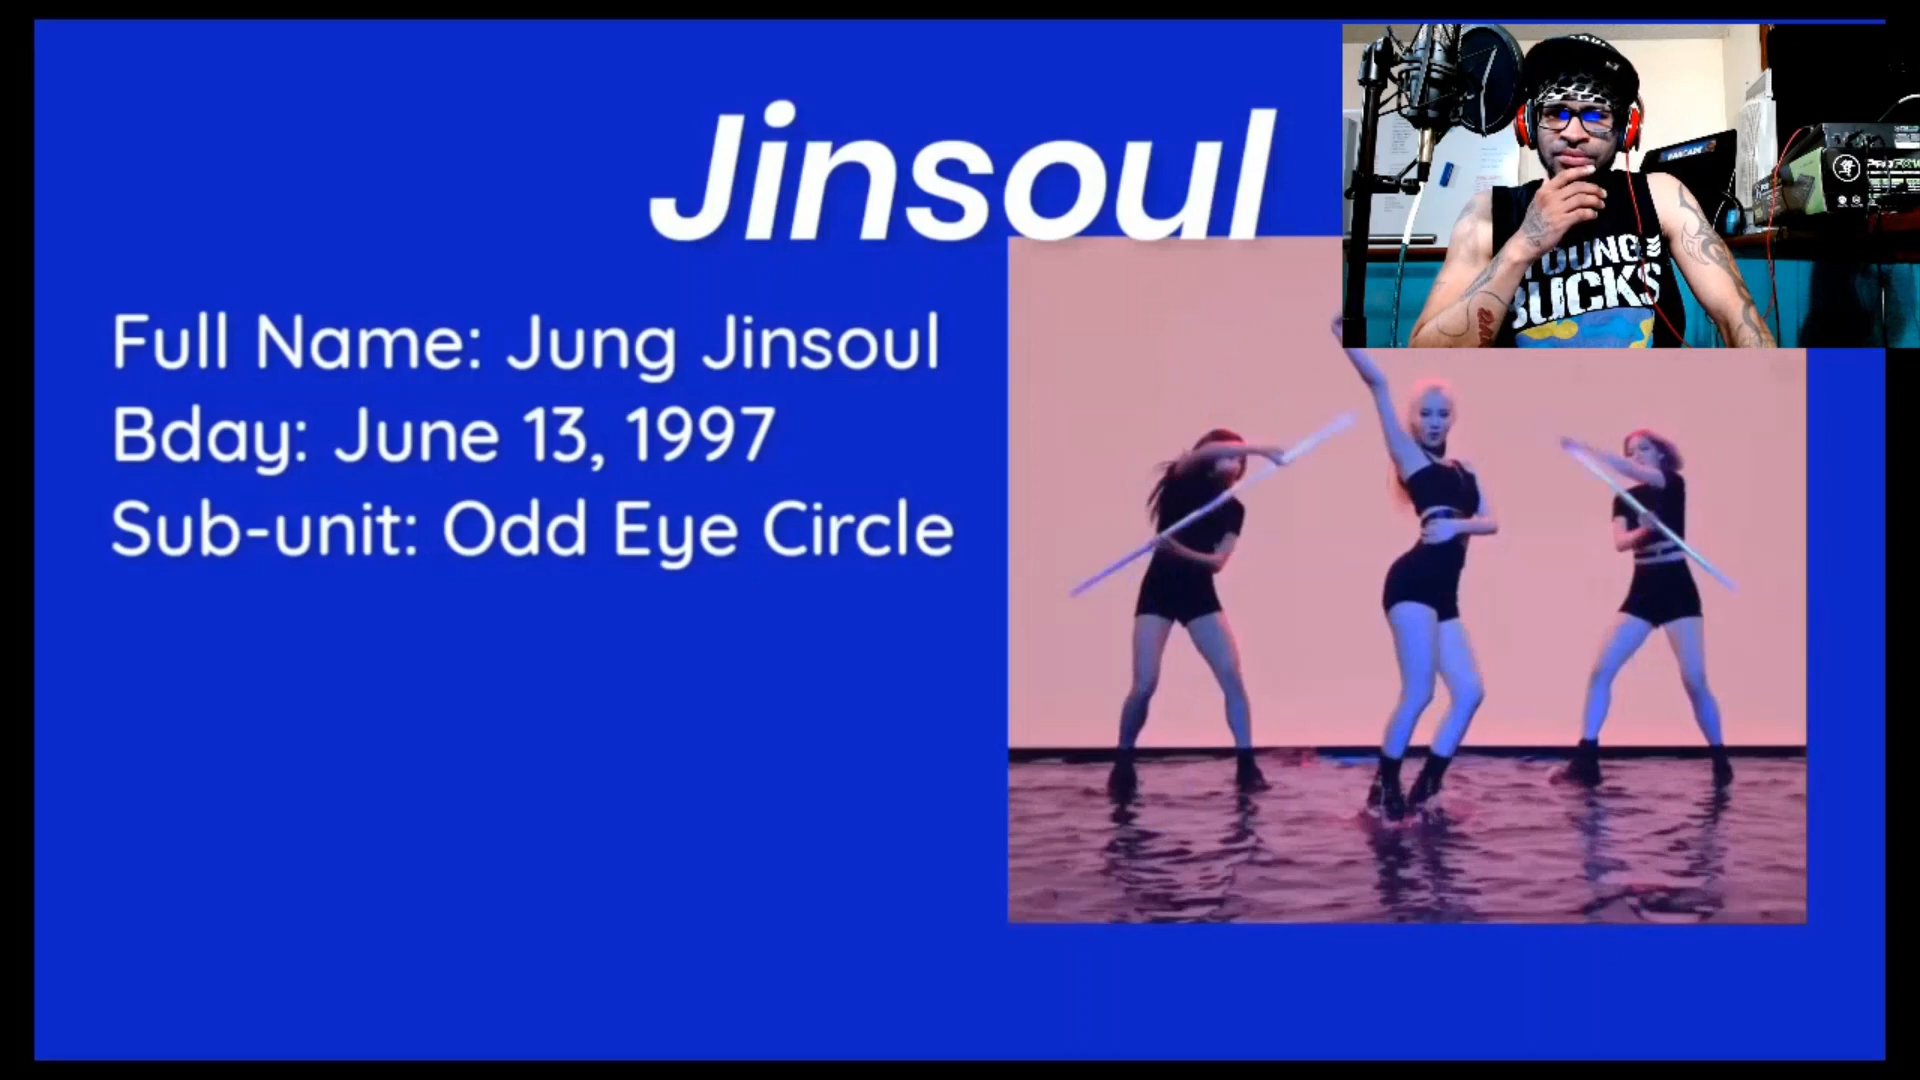 Jinsoul
Full Name: Jung Jinsoul
Bday: June 13, 1997
Sub-unit: Odd Eye Circle
YOUNG
BUCKS